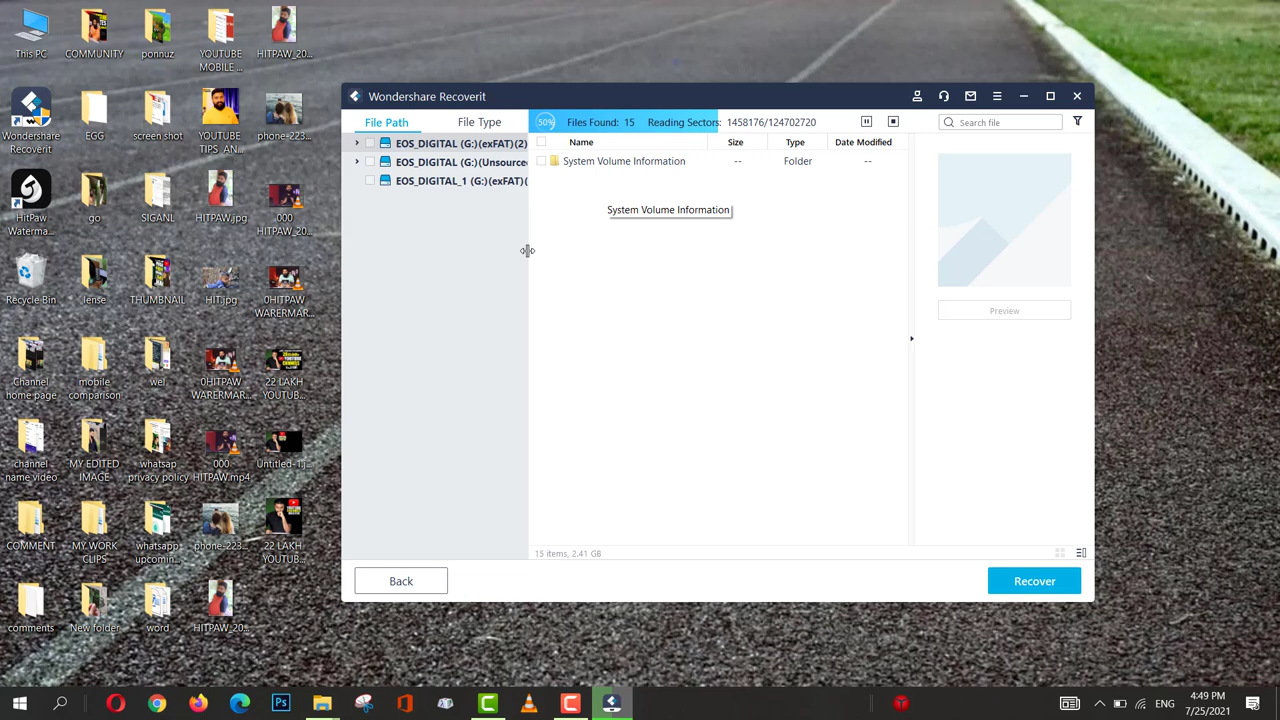 This PC
COMMUNITY
ponnuz
YOUTUBE
MOBILE ...
HITPAW_20...
Wondershare
Recoverit
EGG
screen shot
YOUTUBE
TIPS_AN...
phone-223...
HitPaw
Waterma...
go
SIGANL
HITPAW.jpg
000
HITPAW_20...
Recycle Bin
lense
THUMBNAIL
HIT.jpg
0HITPAW
WARERMAR...
Channel
home page
mobile
comparison
wel
0HITPAW
WARERMAR...
22 LAKH
YOUTUB...
channel
name video
MY EDITED
IMAGE
whatsap
privacy policy
000
HITPAW.mp4
Untitled-1.j...
COMMENT
MY WORK
CLIPS
whatsapp
upcomin...
phone-223...
22 LAKH
YOUTUB...
comments
New folder
word
HITPAW_20...
Wondershare Recoverit
File Path
File Type
50%
Files Found: 15
Reading Sectors: 1458176/124702720
Search file
EOS_DIGITAL (G:)(exFAT)(2)
EOS_DIGITAL (G:)(Unsource
EOS_DIGITAL_1 (G:)(exFAT)(
Name
Size
Type
Date Modified
System Volume Information
--
Folder
--
System Volume Information
Preview
15 items, 2.41 GB
Back
Recover
Ps
ENG
4:49 PM
7/25/2021